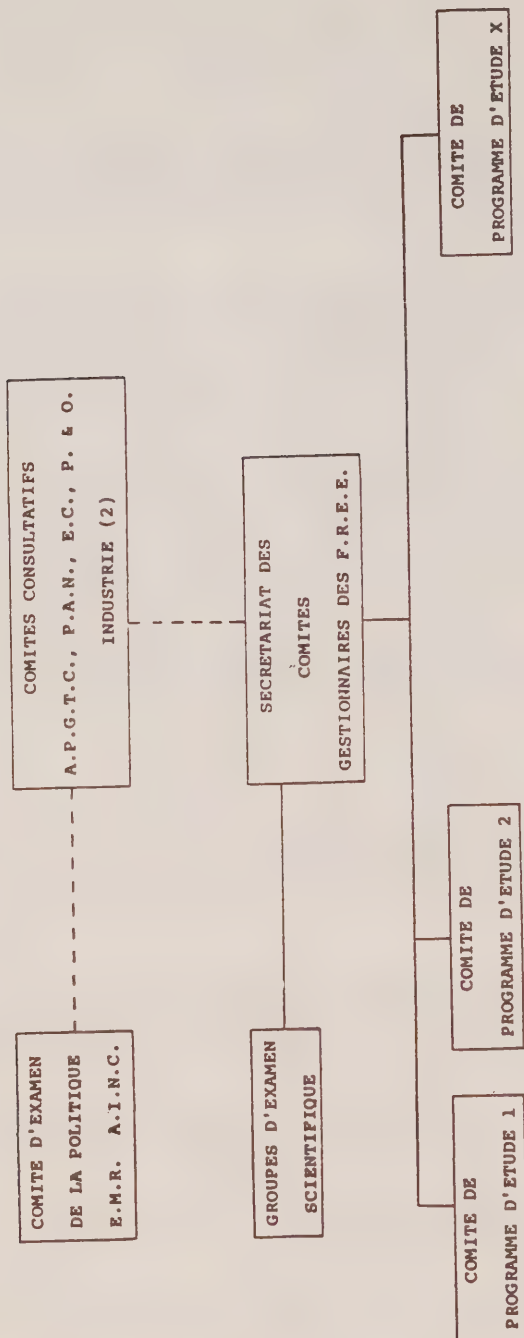 COMITE D'EXAMEN
DE LA POLITIQUE
E.M.R. A.I.N.C.
COMITES CONSULTATIFS
A.P.G.T.C., P.A.N., E.C., P. & O.
INDUSTRIE (2)
GROUPES D'EXAMEN
SCIENTIFIQUE
SECRETARIAT DES
COMITES
GESTIONNAIRES DES F.R.E.E.
COMITE DE
PROGRAMME D'ETUDE 1
COMITE DE
PROGRAMME D'ETUDE 2
COMITE DE
PROGRAMME D'ETUDE X